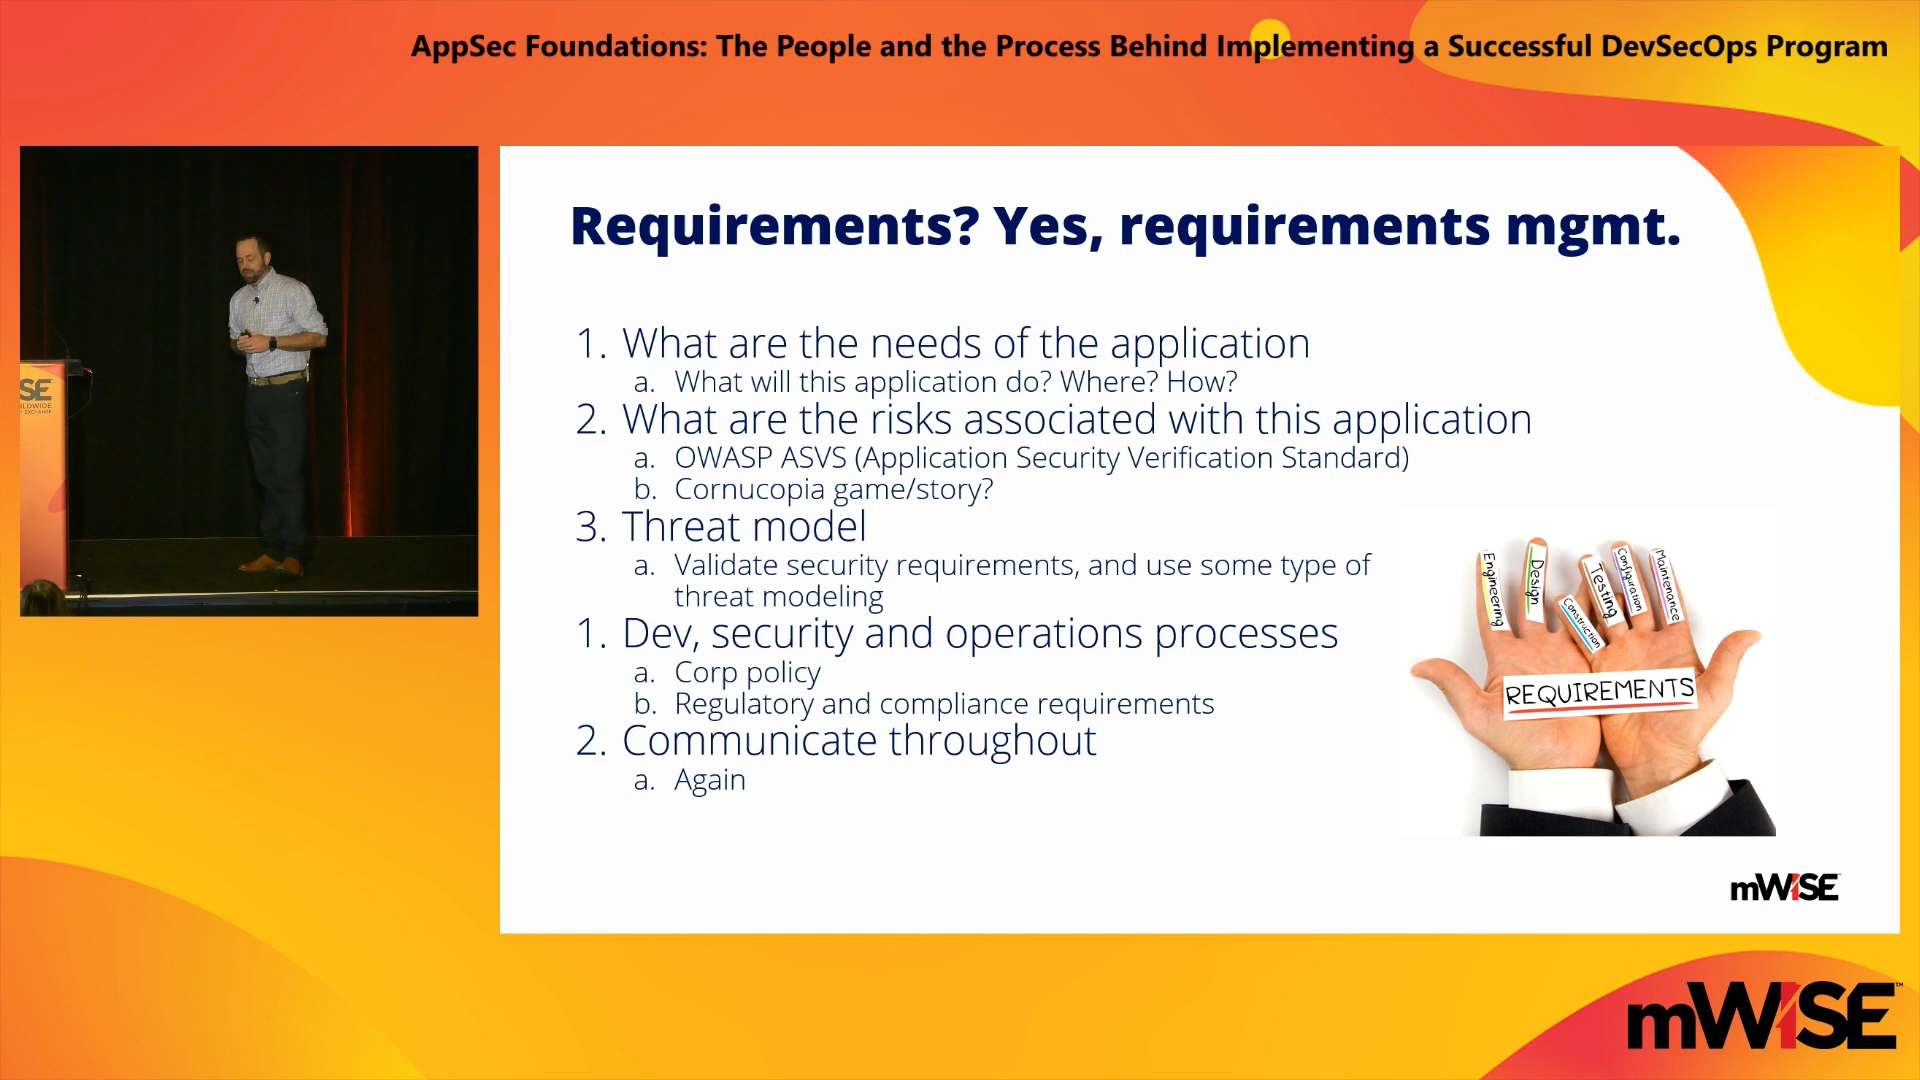 AppSec Foundations: The People and the Process Behind Implementing a Successful DevSecOps Program
SE
RLDWIDE
Y EXCHANGE
Requirements? Yes, requirements mgmt.
1. What are the needs of the application
a. What will this application do? Where? How?
2. What are the risks associated with this application
a. OWASP ASVS (Application Security Verification Standard)
b. Cornucopia game/story?
3. Threat model
a. Validate security requirements, and use some type of
threat modeling
1. Dev, security and operations processes
a. Corp policy
b. Regulatory and compliance requirements
2. Communicate throughout
a. Again
Engineering
Design
Construction
Testing
Configuration
Maintenance
REQUIREMENTS
mWISE
mWISE™